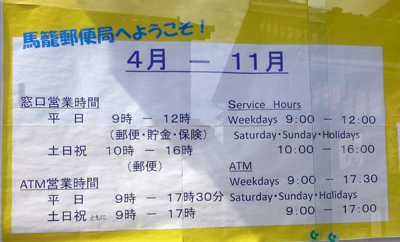 馬籠郵便局へようこそ！
4月 ー 11月
窓口営業時間
平 日 9時 ー 12時
（郵便・貯金・保険）
土日祝 10時 ー 16時
（郵便）
ATM営業時間
平 日 9時 ー 17時30分
土日祝ともに 9時 ー 17時
Service Hours
Weekdays 9:00 － 12:00
Saturday・Sunday・Holidays
10:00 － 16:00
ATM
Weekdays 9:00 － 17:30
Saturday・Sunday・Holidays
9:00 － 17:00